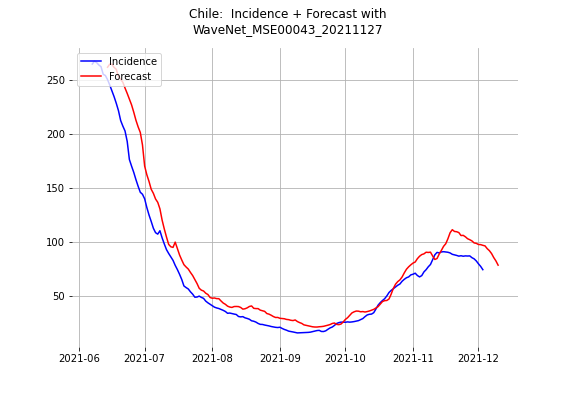 Chile:  Incidence + Forecast with
WaveNet_MSE00043_20211127
Incidence
Forecast
250
200
150
100
50
2021-06 2021-07 2021-08 2021-09 2021-10 2021-11 2021-12